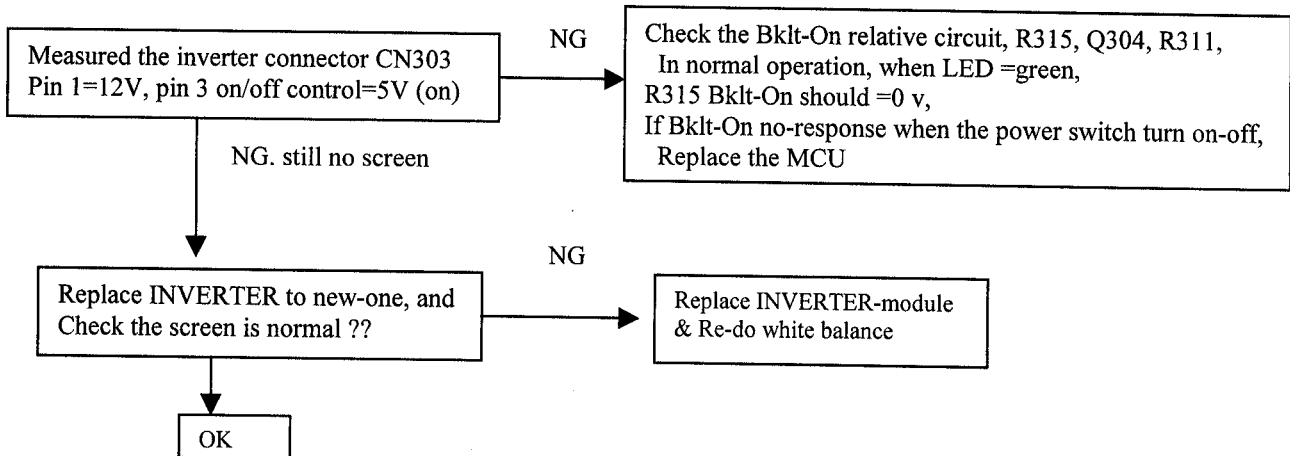 Measured the inverter connector CN303
Pin 1=12V, pin 3 on/off control=5V (on)
NG
Check the Bklt-On relative circuit, R315, Q304, R311,
In normal operation, when LED =green,
R315 Bklt-On should =0 v,
If Bklt-On no-response when the power switch turn on-off,
Replace the MCU
NG. still no screen
Replace INVERTER to new-one, and
Check the screen is normal ??
NG
Replace INVERTER-module
& Re-do white balance
OK